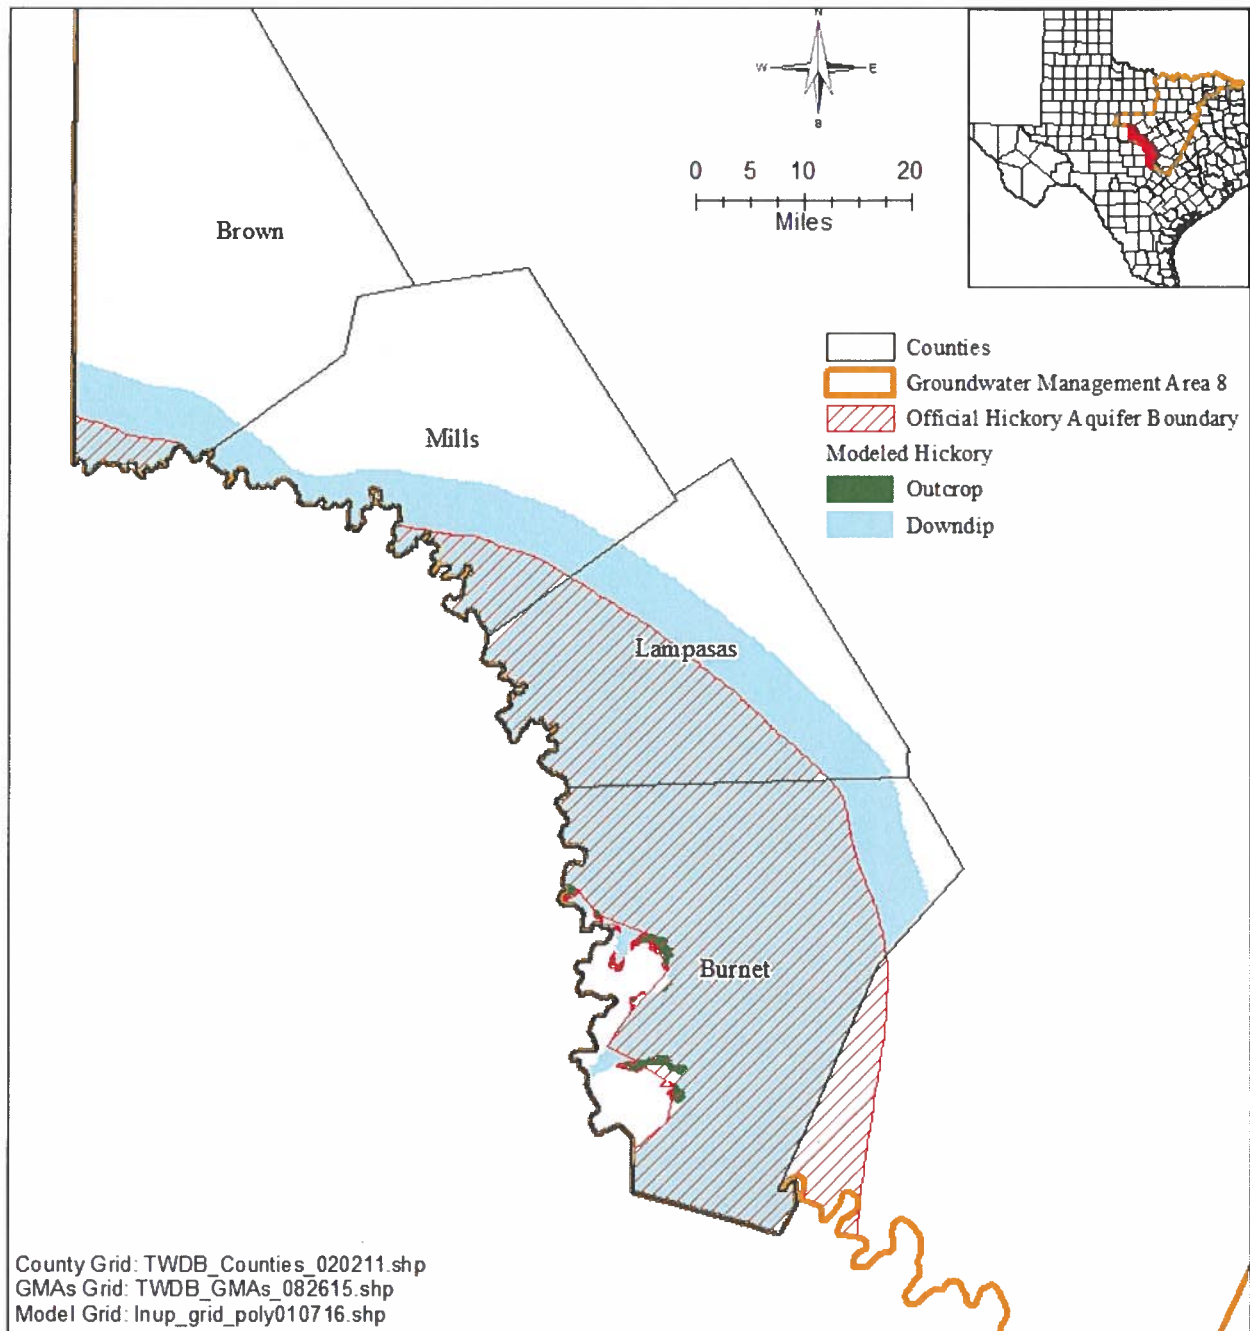 N
W E
S
0 5 10 20
Miles
Brown
Counties
Groundwater Management Area 8
Official Hickory Aquifer Boundary
Mills
Modeled Hickory
Outcrop
Downdip
Lampasas
Burnet
County Grid: TWDB_Counties_020211.shp
GMAs Grid: TWDB_GMAs_082615.shp
Model Grid: lnup_grid_poly010716.shp